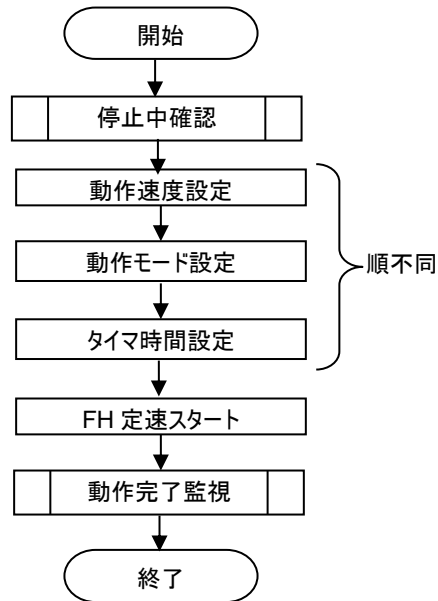 開始
停止中確認
動作速度設定
動作モード設定
タイマ時間設定
順不同
FH 定速スタート
動作完了監視
終了